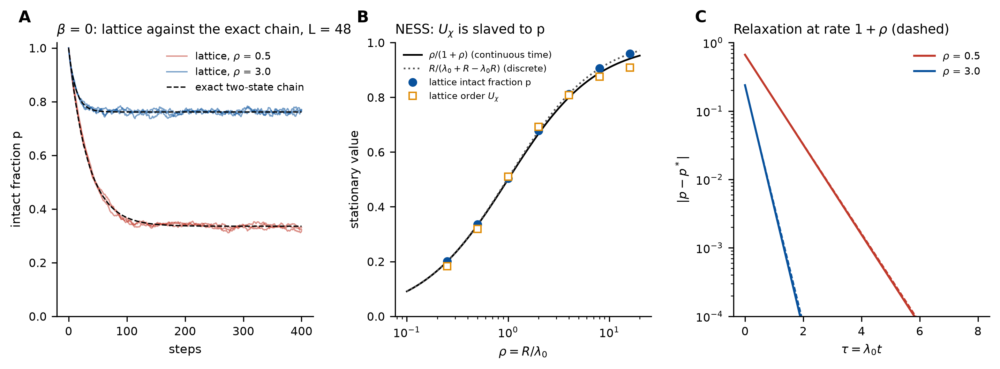 A
β = 0: lattice against the exact chain, L = 48
lattice, ρ = 0.5
lattice, ρ = 3.0
exact two-state chain
intact fraction p
1.0
0.8
0.6
0.4
0.2
0.0
0 100 200 300 400
steps
B
NESS: U_χ is slaved to p
ρ/(1 + ρ) (continuous time)
R/(λ₀ + R − λ₀R) (discrete)
lattice intact fraction p
lattice order U_χ
stationary value
1.0
0.8
0.6
0.4
0.2
0.0
10⁻¹ 10⁰ 10¹
ρ = R/λ₀
C
Relaxation at rate 1 + ρ (dashed)
ρ = 0.5
ρ = 3.0
|p − p*|
10⁰
10⁻¹
10⁻²
10⁻³
10⁻⁴
0 2 4 6 8
τ = λ₀t